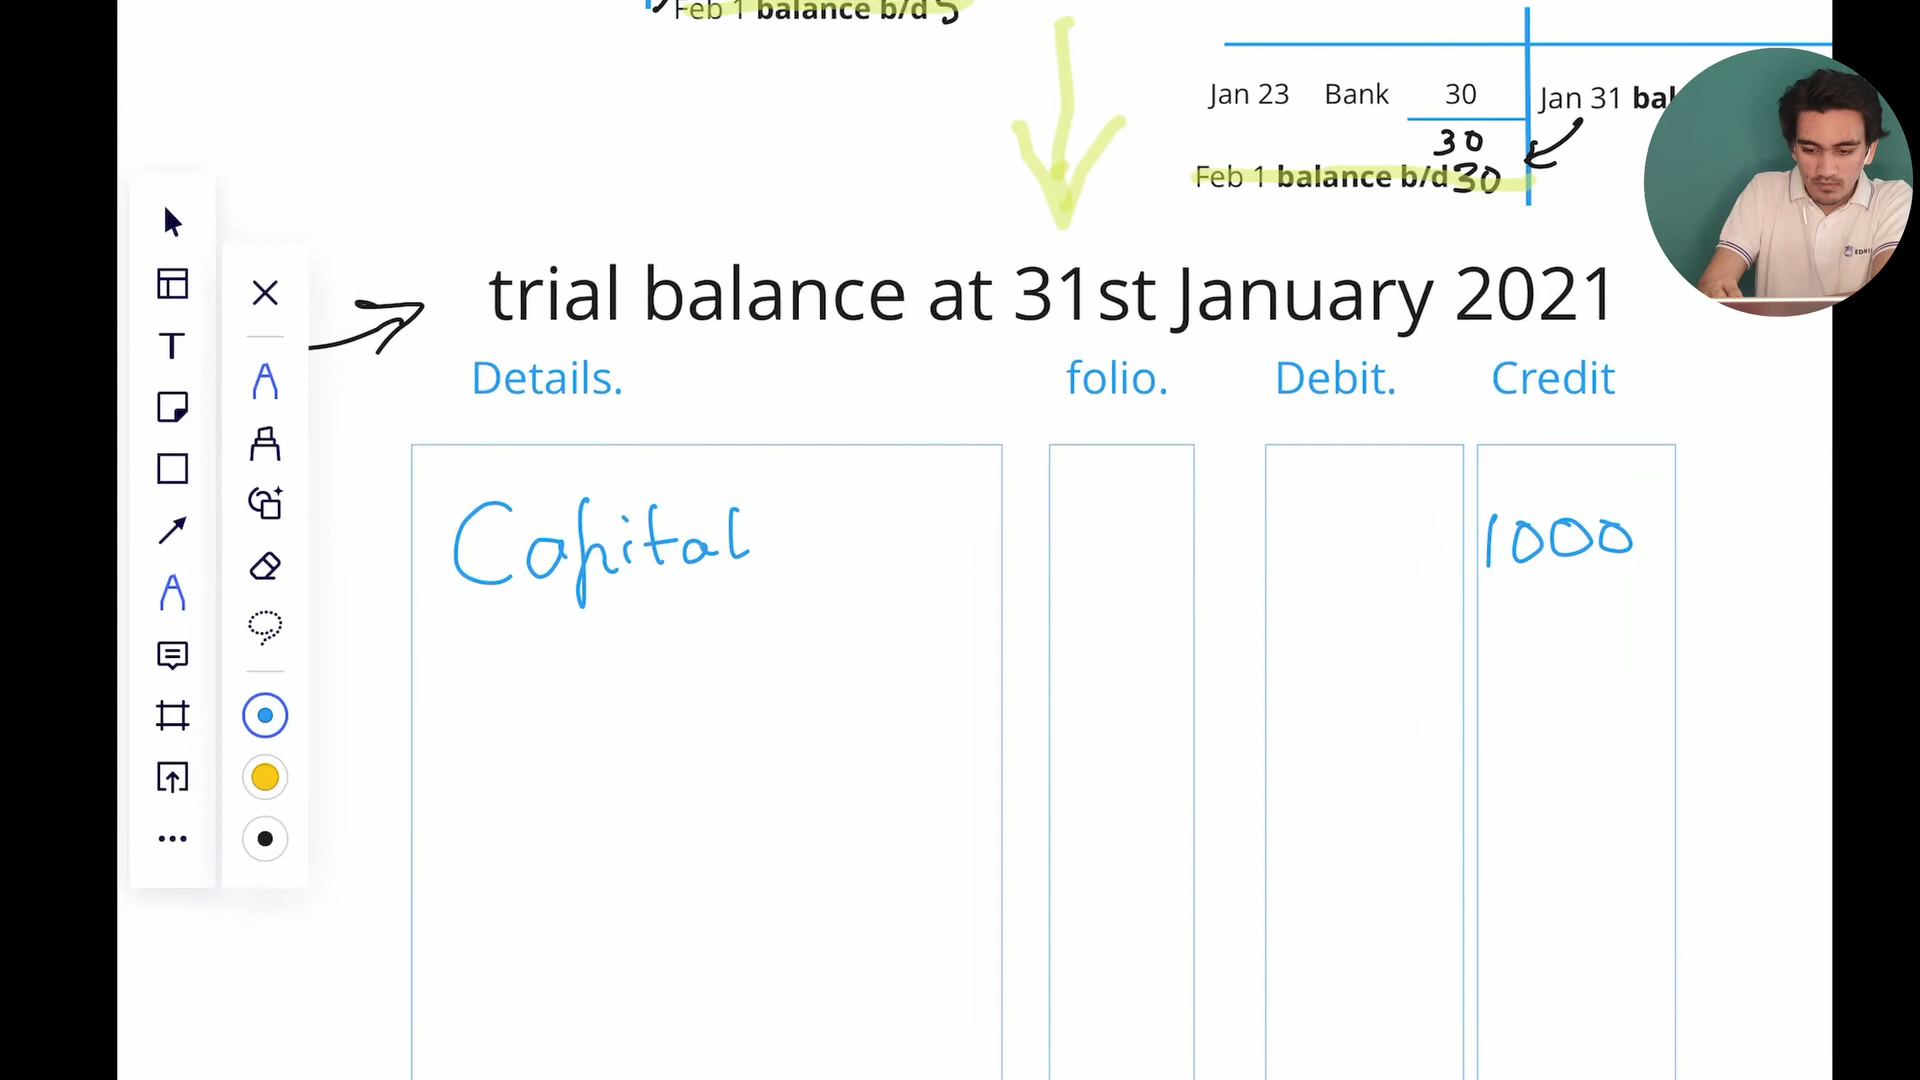 Feb 1 balance b/d 5
Jan 23 Bank 30 Jan 31 bal
30
Feb 1 balance b/d 30
trial balance at 31st January 2021
Details. folio. Debit. Credit
Capital 1000